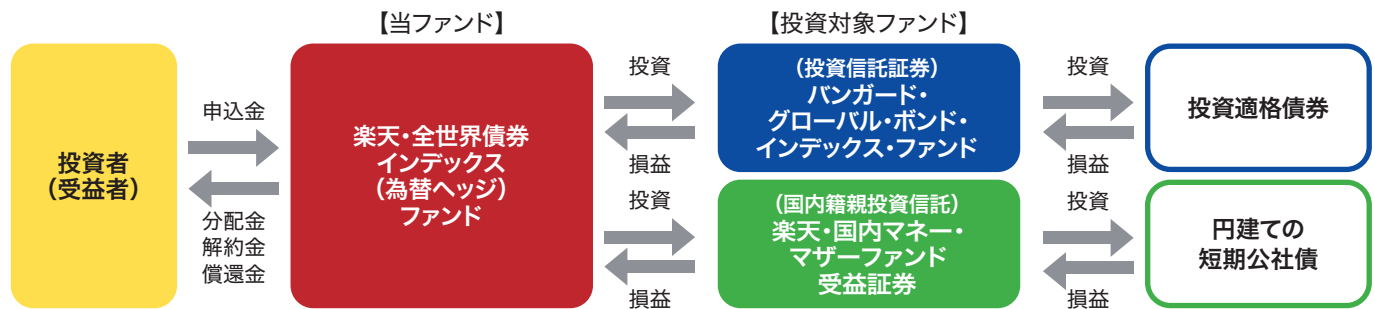 【当ファンド】
【投資対象ファンド】
投資者
（受益者）
申込金
分配金
解約金
償還金
楽天・全世界債券
インデックス
（為替ヘッジ）
ファンド
投資
損益
投資
損益
（投資信託証券）
バンガード・
グローバル・ボンド・
インデックス・ファンド
（国内籍親投資信託）
楽天・国内マネー・
マザーファンド
受益証券
投資
損益
投資
損益
投資適格債券
円建ての
短期公社債